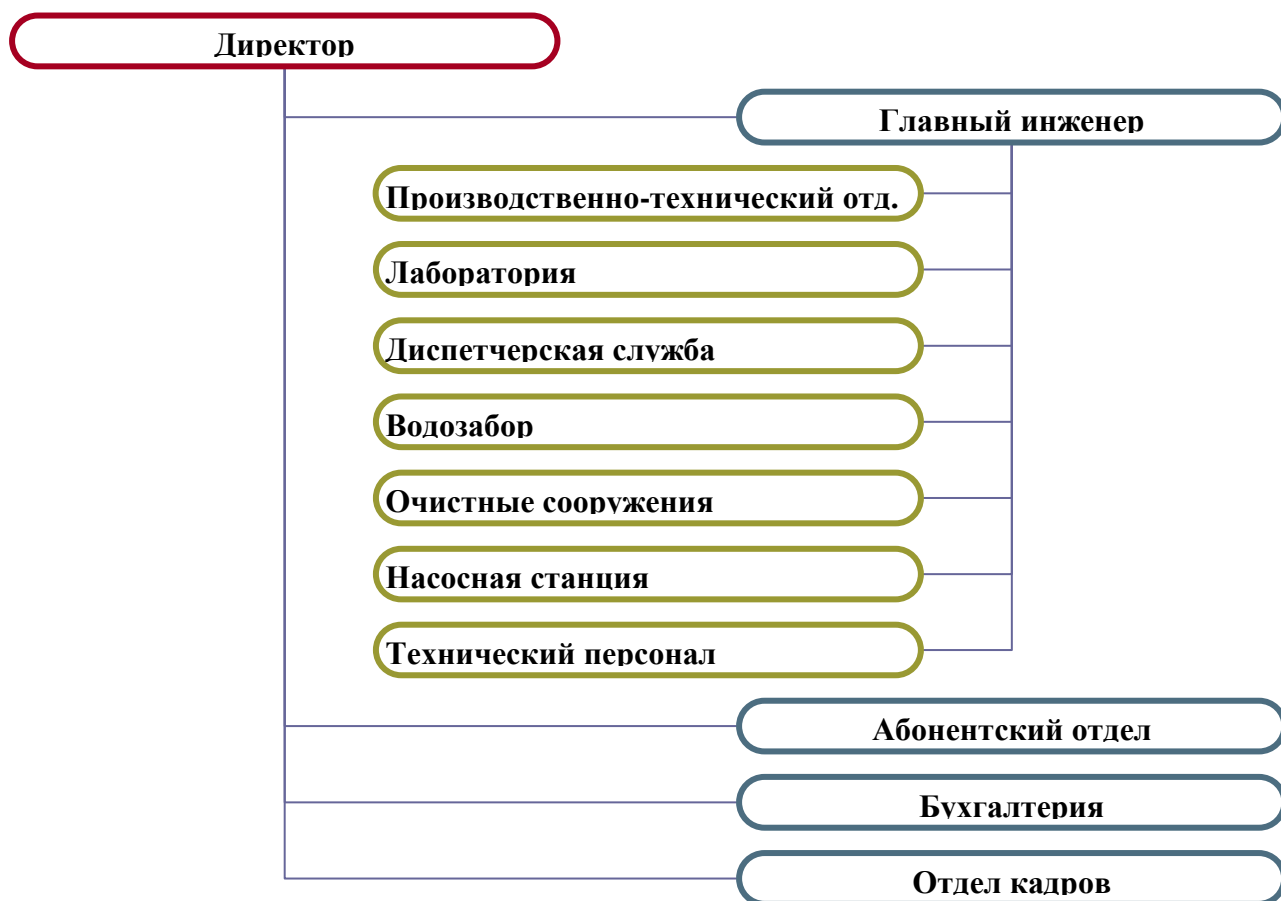 Директор
Главный инженер
Производственно-технический отд.
Лаборатория
Диспетчерская служба
Водозабор
Очистные сооружения
Насосная станция
Технический персонал
Абонентский отдел
Бухгалтерия
Отдел кадров